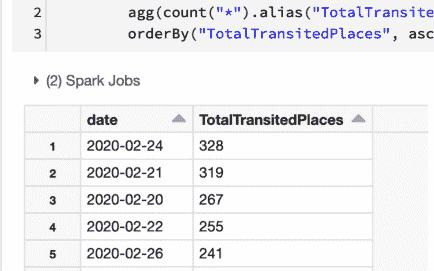 2 agg(count("*").alias("TotalTransite
3 orderBy("TotalTransitedPlaces", asc
(2) Spark Jobs
date TotalTransitedPlaces
1 2020-02-24 328
2 2020-02-21 319
3 2020-02-20 267
4 2020-02-22 255
5 2020-02-26 241